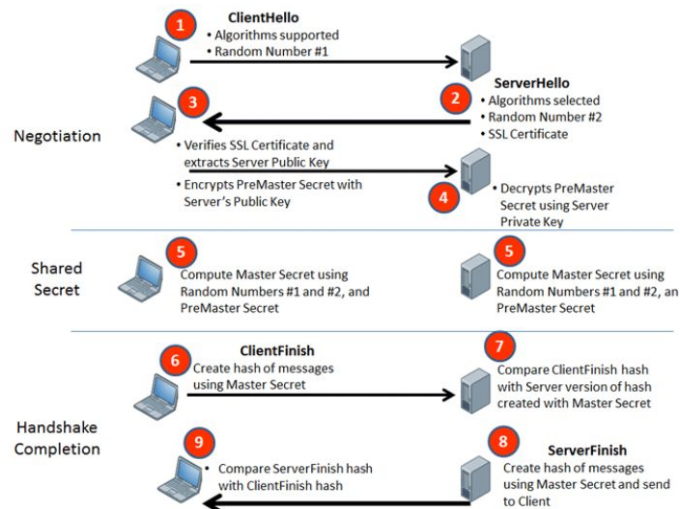 1
ClientHello
• Algorithms supported
• Random Number #1
ServerHello
2
• Algorithms selected
• Random Number #2
• SSL Certificate
3
Negotiation
• Verifies SSL Certificate and
extracts Server Public Key
• Encrypts PreMaster Secret with
Server's Public Key
4
• Decrypts PreMaster
Secret using Server
Private Key
Shared
Secret
5
Compute Master Secret using
Random Numbers #1 and #2, and
PreMaster Secret
5
Compute Master Secret using
Random Numbers #1 and #2, an
PreMaster Secret
Handshake
Completion
6
ClientFinish
Create hash of messages
using Master Secret
7
Compare ClientFinish hash
with Server version of hash
created with Master Secret
8
ServerFinish
Create hash of messages
using Master Secret and send
to Client
9
• Compare ServerFinish hash
with ClientFinish hash